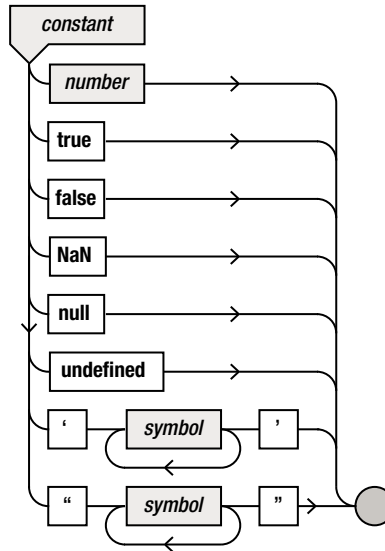 constant
number
true
false
NaN
null
undefined
‘ symbol ’
“ symbol ”